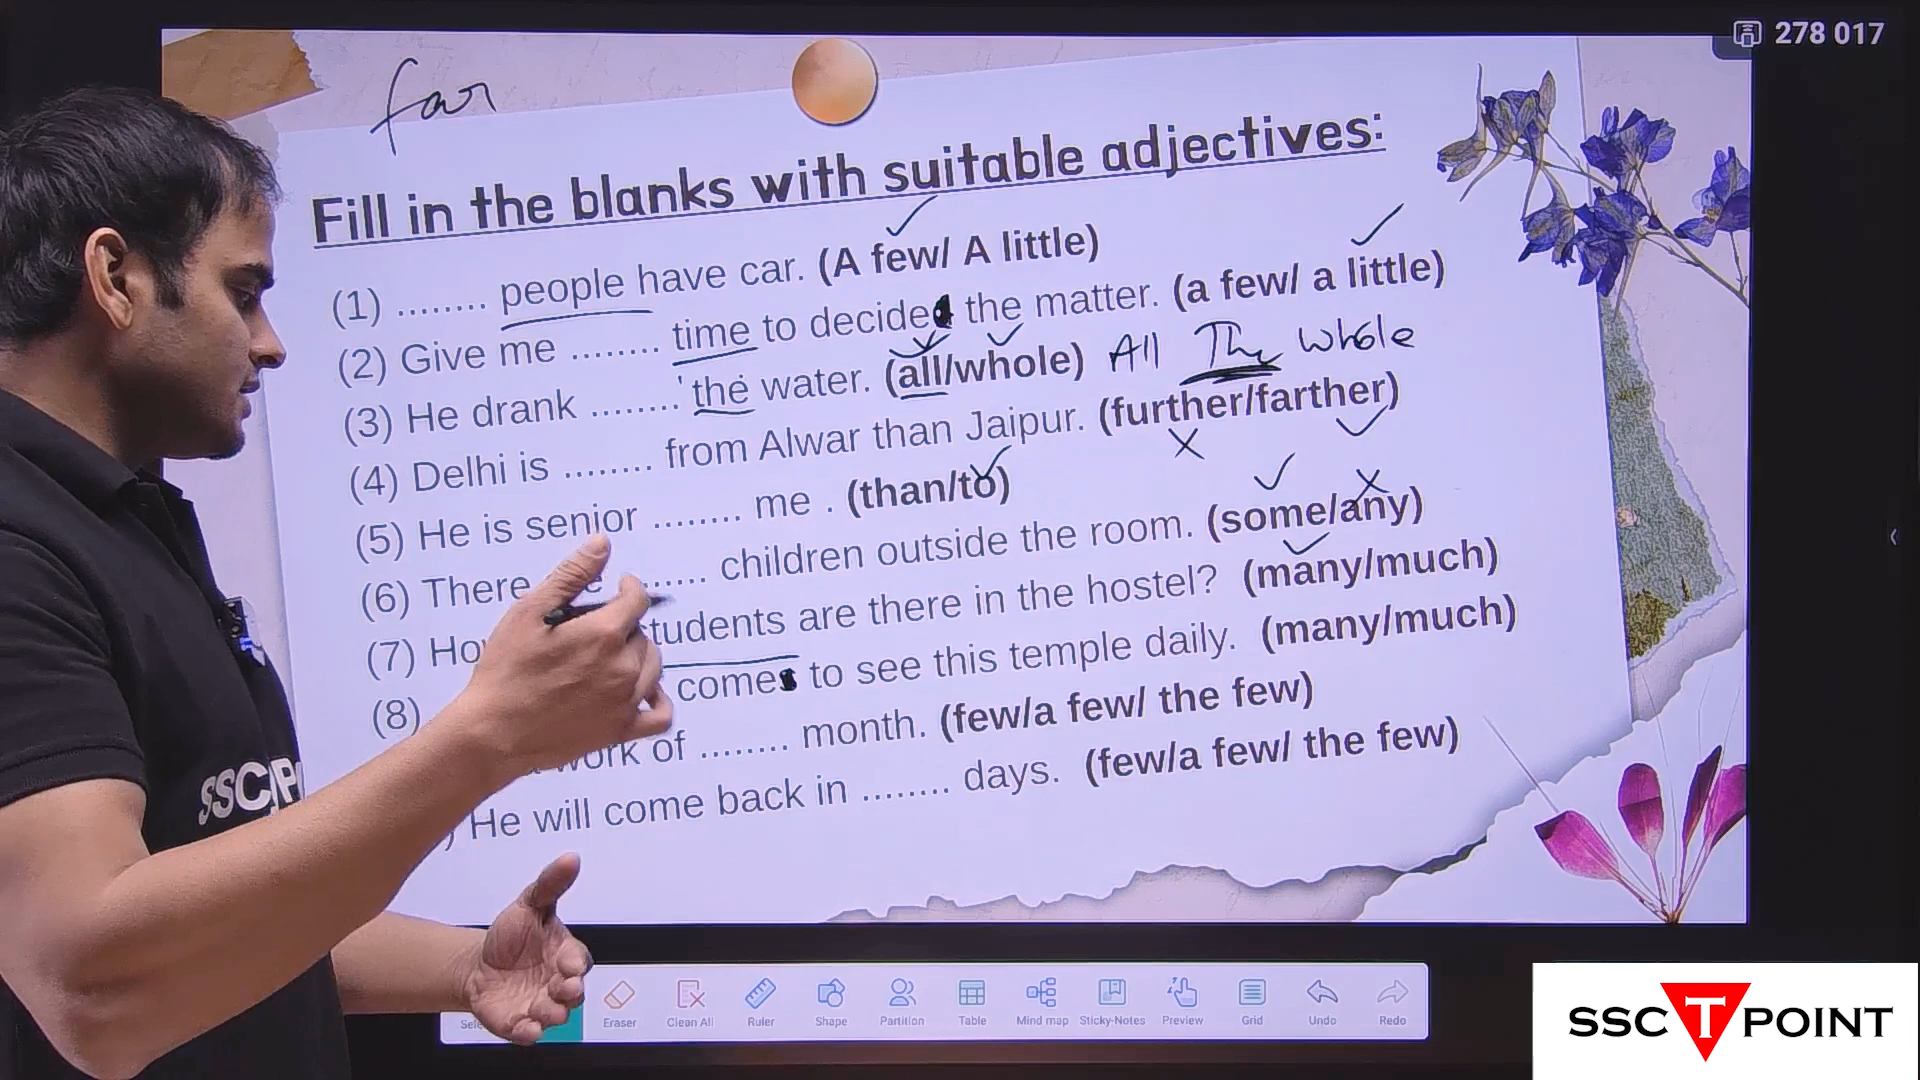 278 017
far
Fill in the blanks with suitable adjectives:
(1) ........ people have car. (A few/ A little)
(2) Give me ........ time to decide the matter. (a few/ a little)
(3) He drank ........ the water. (all/whole) All The Whole
(4) Delhi is ........ from Alwar than Jaipur. (further/farther)
(5) He is senior ........ me . (than/to)
(6) There ....... children outside the room. (some/any)
(7) students are there in the hostel? (many/much)
(8) come to see this temple daily. (many/much)
work of ........ month. (few/a few/ the few)
He will come back in ........ days. (few/a few/ the few)
SSC
Eraser Clean All Ruler Shape Partition Table Mind map Sticky-Notes Preview Grid Undo Redo
SSC T POINT